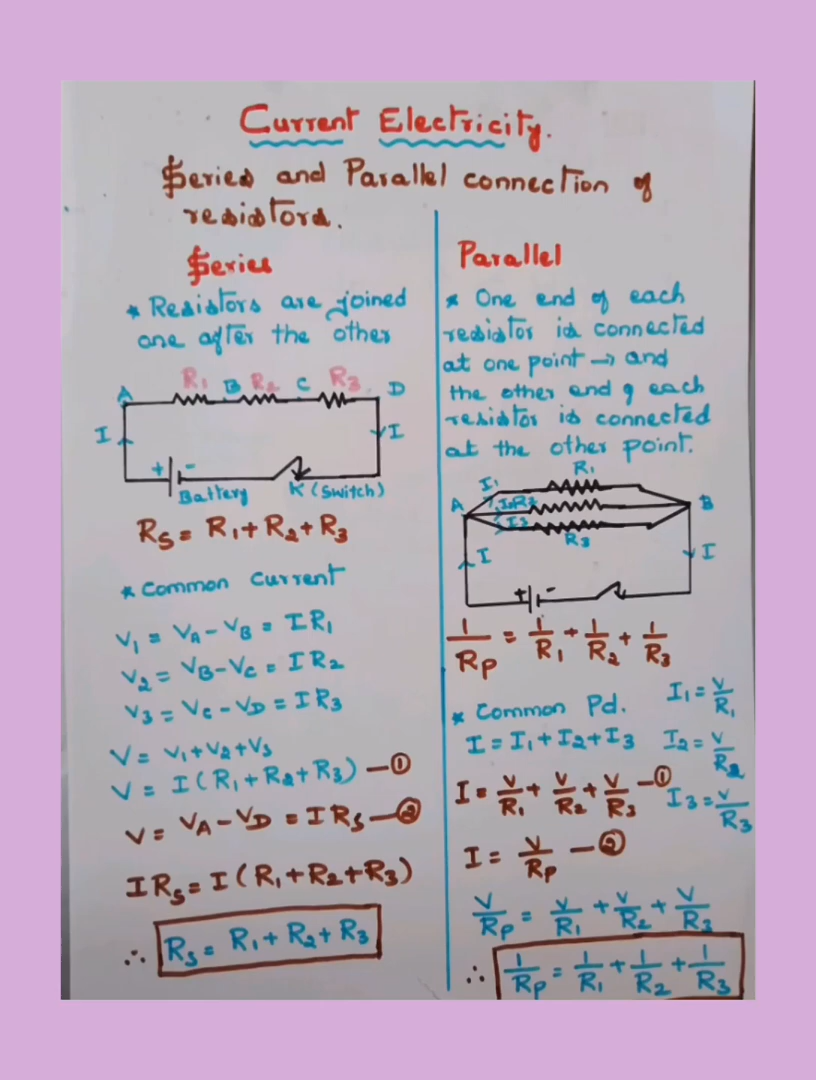 Current Electricity.
Series and Parallel connection of
resistors.
Series
* Resistors are joined
one after the other
A R1 B R2 C R3 D
I I
+ -
Battery K (Switch)
RS = R1 + R2 + R3
* Common Current
V1 = VA - VB = IR1
V2 = VB - VC = IR2
V3 = VC - VD = IR3
V = V1 + V2 + V3
V = I (R1 + R2 + R3) — ①
V = VA - VD = IRS — ②
IRS = I (R1 + R2 + R3)
∴ RS = R1 + R2 + R3
Parallel
* One end of each
resistor is connected
at one point → and
the other end of each
resistor is connected
at the other point.
I1 R1
A I2 R2 B
I3
R3
I I
+ -
1/RP = 1/R1 + 1/R2 + 1/R3
* Common Pd.
I = I1 + I2 + I3
I1 = V/R1
I2 = V/R2
I3 = V/R3
I = V/R1 + V/R2 + V/R3 — ①
I = V/RP — ②
V/RP = V/R1 + V/R2 + V/R3
∴ 1/RP = 1/R1 + 1/R2 + 1/R3